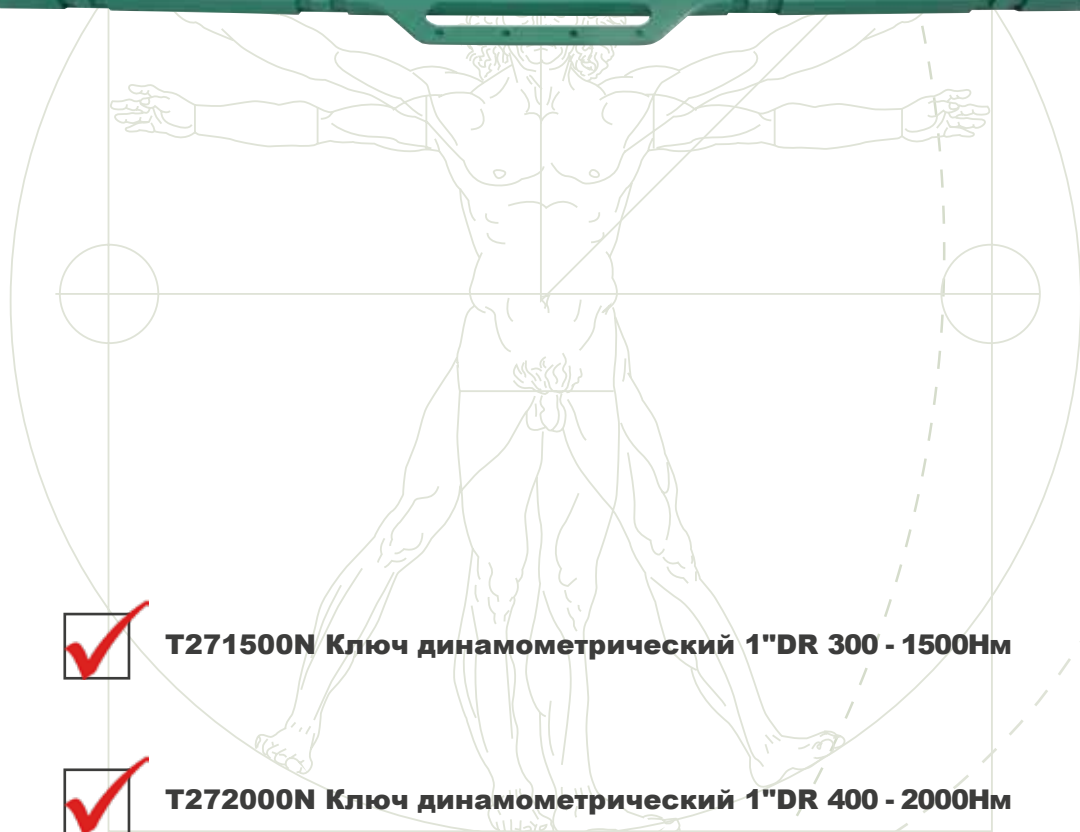 T271500N Ключ динамометрический 1"DR 300 - 1500Нм
T272000N Ключ динамометрический 1"DR 400 - 2000Нм